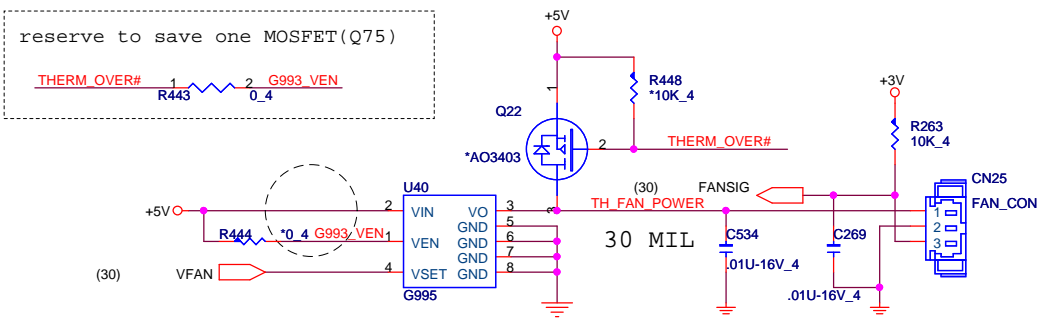 reserve to save one MOSFET(Q75)
THERM_OVER# 1 2 G993_VEN
R443 0_4
+5V
1
R448
*10K_4
Q22
2 THERM_OVER#
*AO3403
3
+3V
R263
10K_4
(30) FANSIG
TH_FAN_POWER
CN25
FAN_CON
1
2
3
U40
+5V 2 VIN VO 3
GND 5
R444 *0_4 G993_VEN 1 VEN GND 6
GND 7
(30) VFAN 4 VSET GND 8
G995
30 MIL
C534
.01U-16V_4
C269
.01U-16V_4